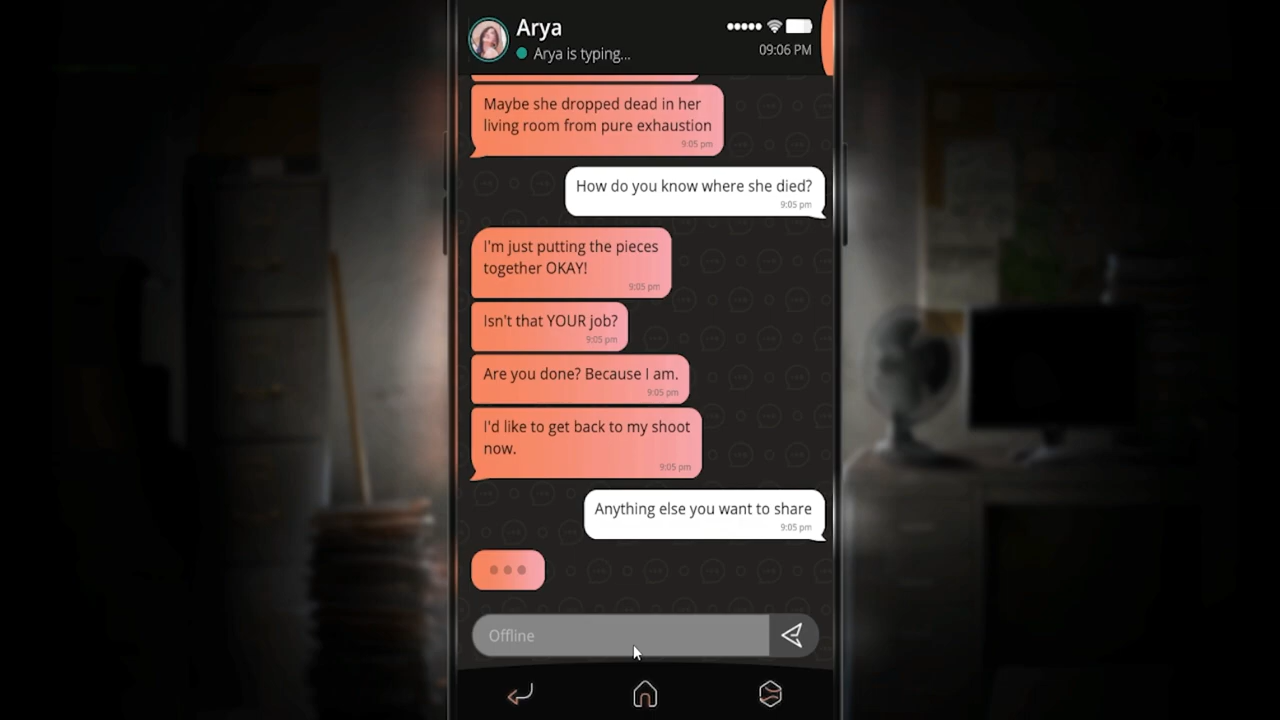 Arya
Arya is typing...
09:06 PM
Maybe she dropped dead in her
living room from pure exhaustion
9:05 pm
How do you know where she died?
9:05 pm
I'm just putting the pieces
together OKAY!
9:05 pm
Isn't that YOUR job?
9:05 pm
Are you done? Because I am.
9:05 pm
I'd like to get back to my shoot
now.
9:05 pm
Anything else you want to share
9:05 pm
Offline